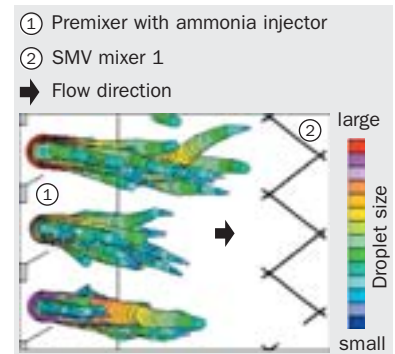 ① Premixer with ammonia injector
② SMV mixer 1
Flow direction
large
②
①
Droplet size
small